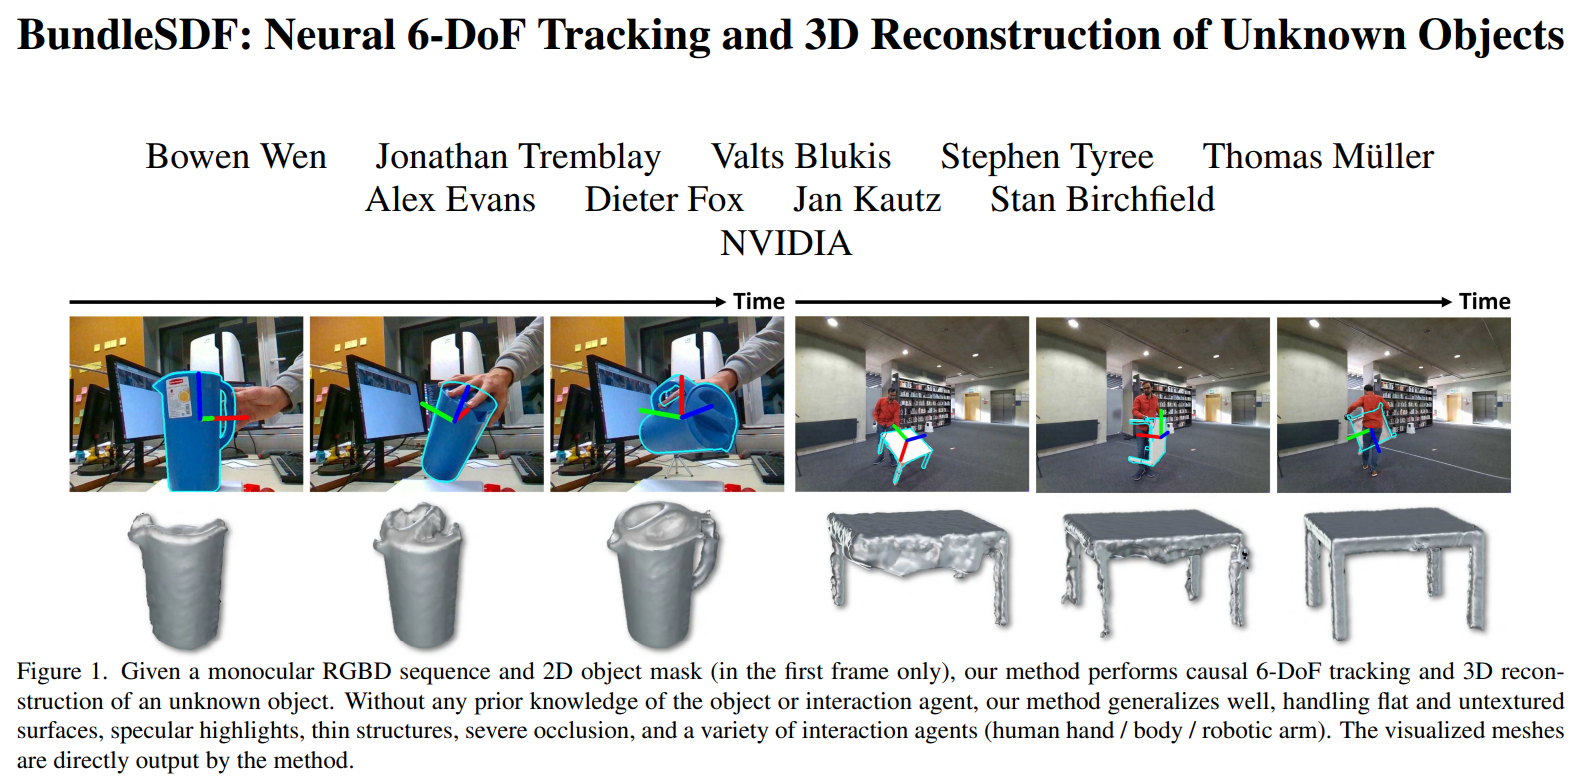 BundleSDF: Neural 6-DoF Tracking and 3D Reconstruction of Unknown Objects
Bowen Wen Jonathan Tremblay Valts Blukis Stephen Tyree Thomas Müller
Alex Evans Dieter Fox Jan Kautz Stan Birchfield
NVIDIA
Time Time
Figure 1. Given a monocular RGBD sequence and 2D object mask (in the first frame only), our method performs causal 6-DoF tracking and 3D recon-
struction of an unknown object. Without any prior knowledge of the object or interaction agent, our method generalizes well, handling flat and untextured
surfaces, specular highlights, thin structures, severe occlusion, and a variety of interaction agents (human hand / body / robotic arm). The visualized meshes
are directly output by the method.